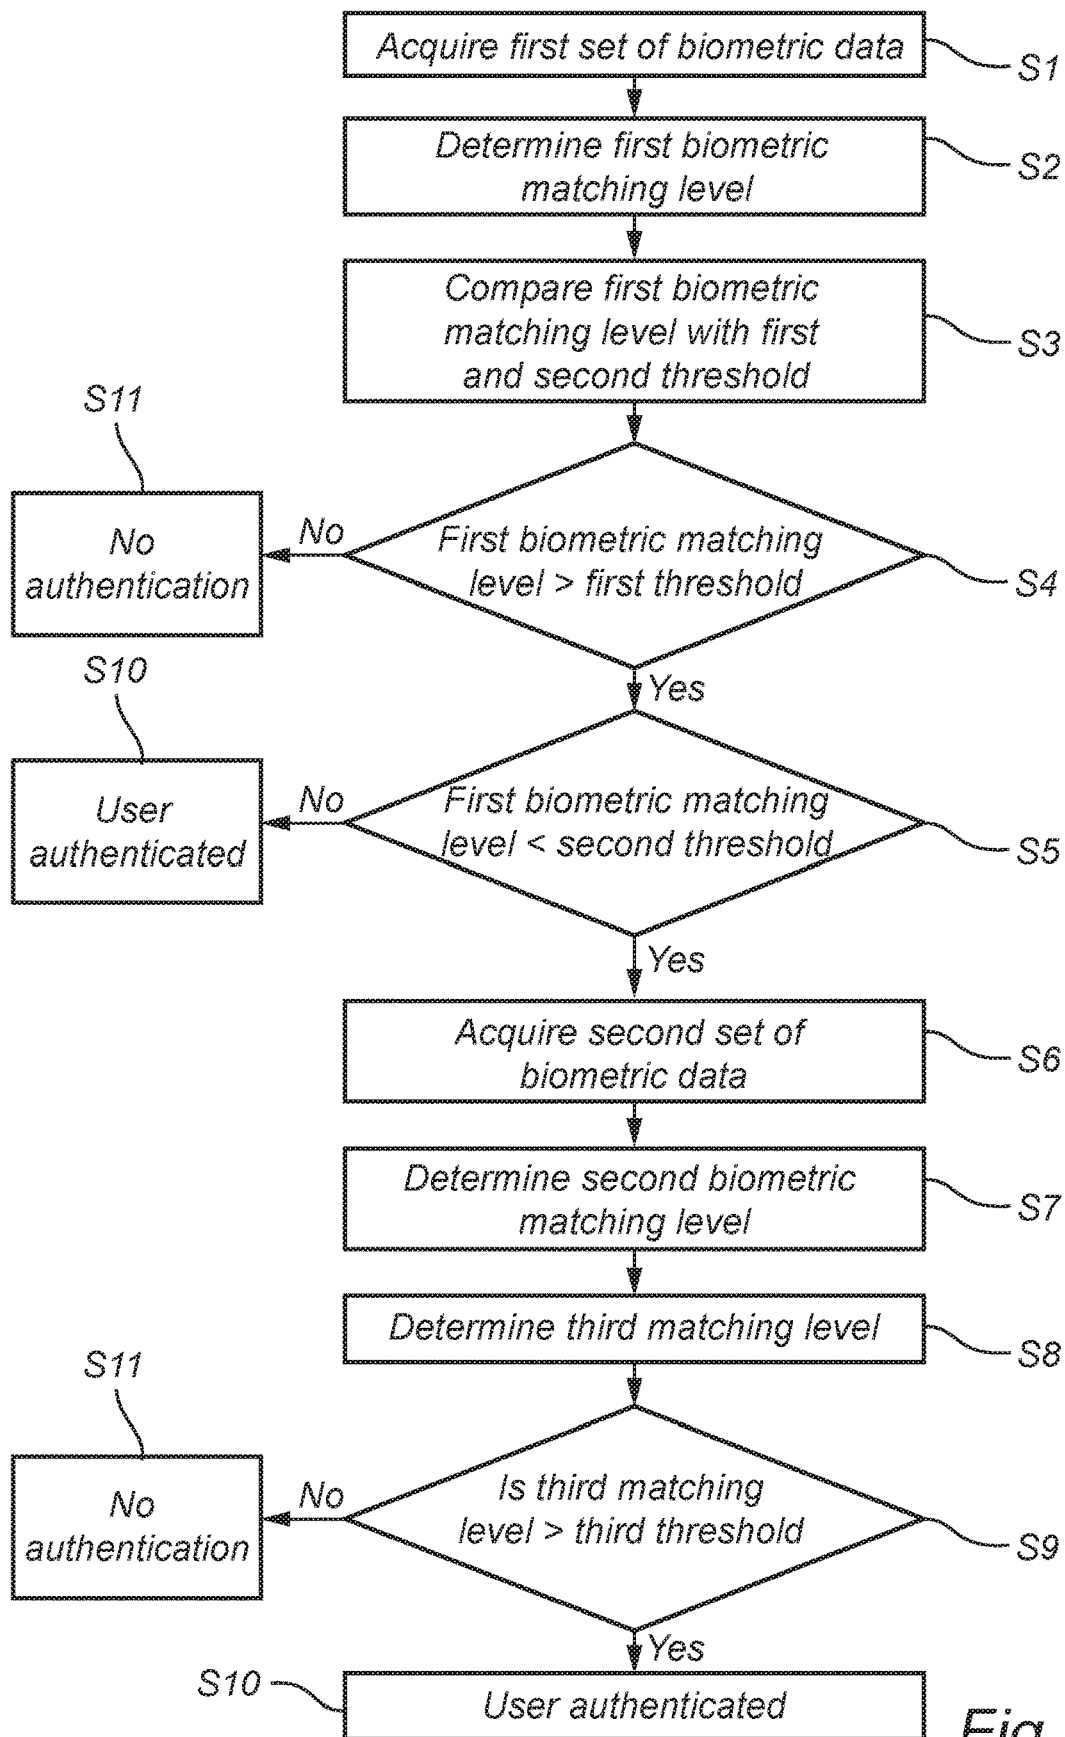 Acquire first set of biometric data
S1
Determine first biometric
matching level
S2
Compare first biometric
matching level with first
and second threshold
S3
S11
No
authentication
No
First biometric matching
level > first threshold
S4
Yes
S10
User
authenticated
No
First biometric matching
level < second threshold
S5
Yes
Acquire second set of
biometric data
S6
Determine second biometric
matching level
S7
Determine third matching level
S8
S11
No
authentication
No
Is third matching
level > third threshold
S9
Yes
S10
User authenticated
Fig